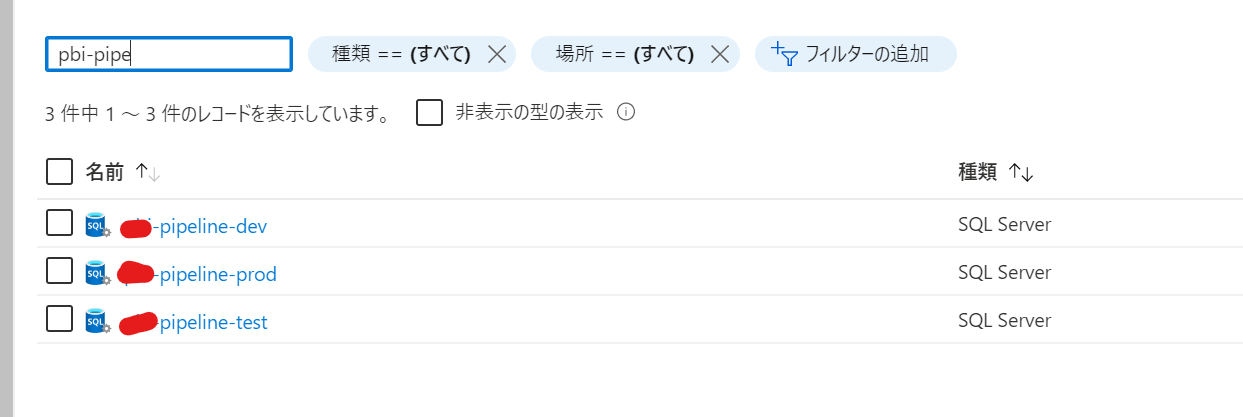 pbi-pipe
種類 == (すべて)
場所 == (すべて)
フィルターの追加
3 件中 1 ～ 3 件のレコードを表示しています。
非表示の型の表示
名前 ↑↓
種類 ↑↓
SQL
-pipeline-dev
SQL Server
SQL
-pipeline-prod
SQL Server
SQL
-pipeline-test
SQL Server